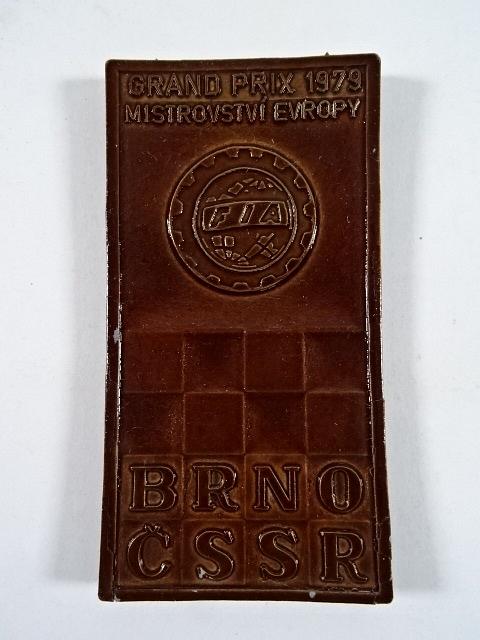 GRAND PRIX 1979
MISTROVSTVÍ EVROPY
FIA
BRNO
ČSSR